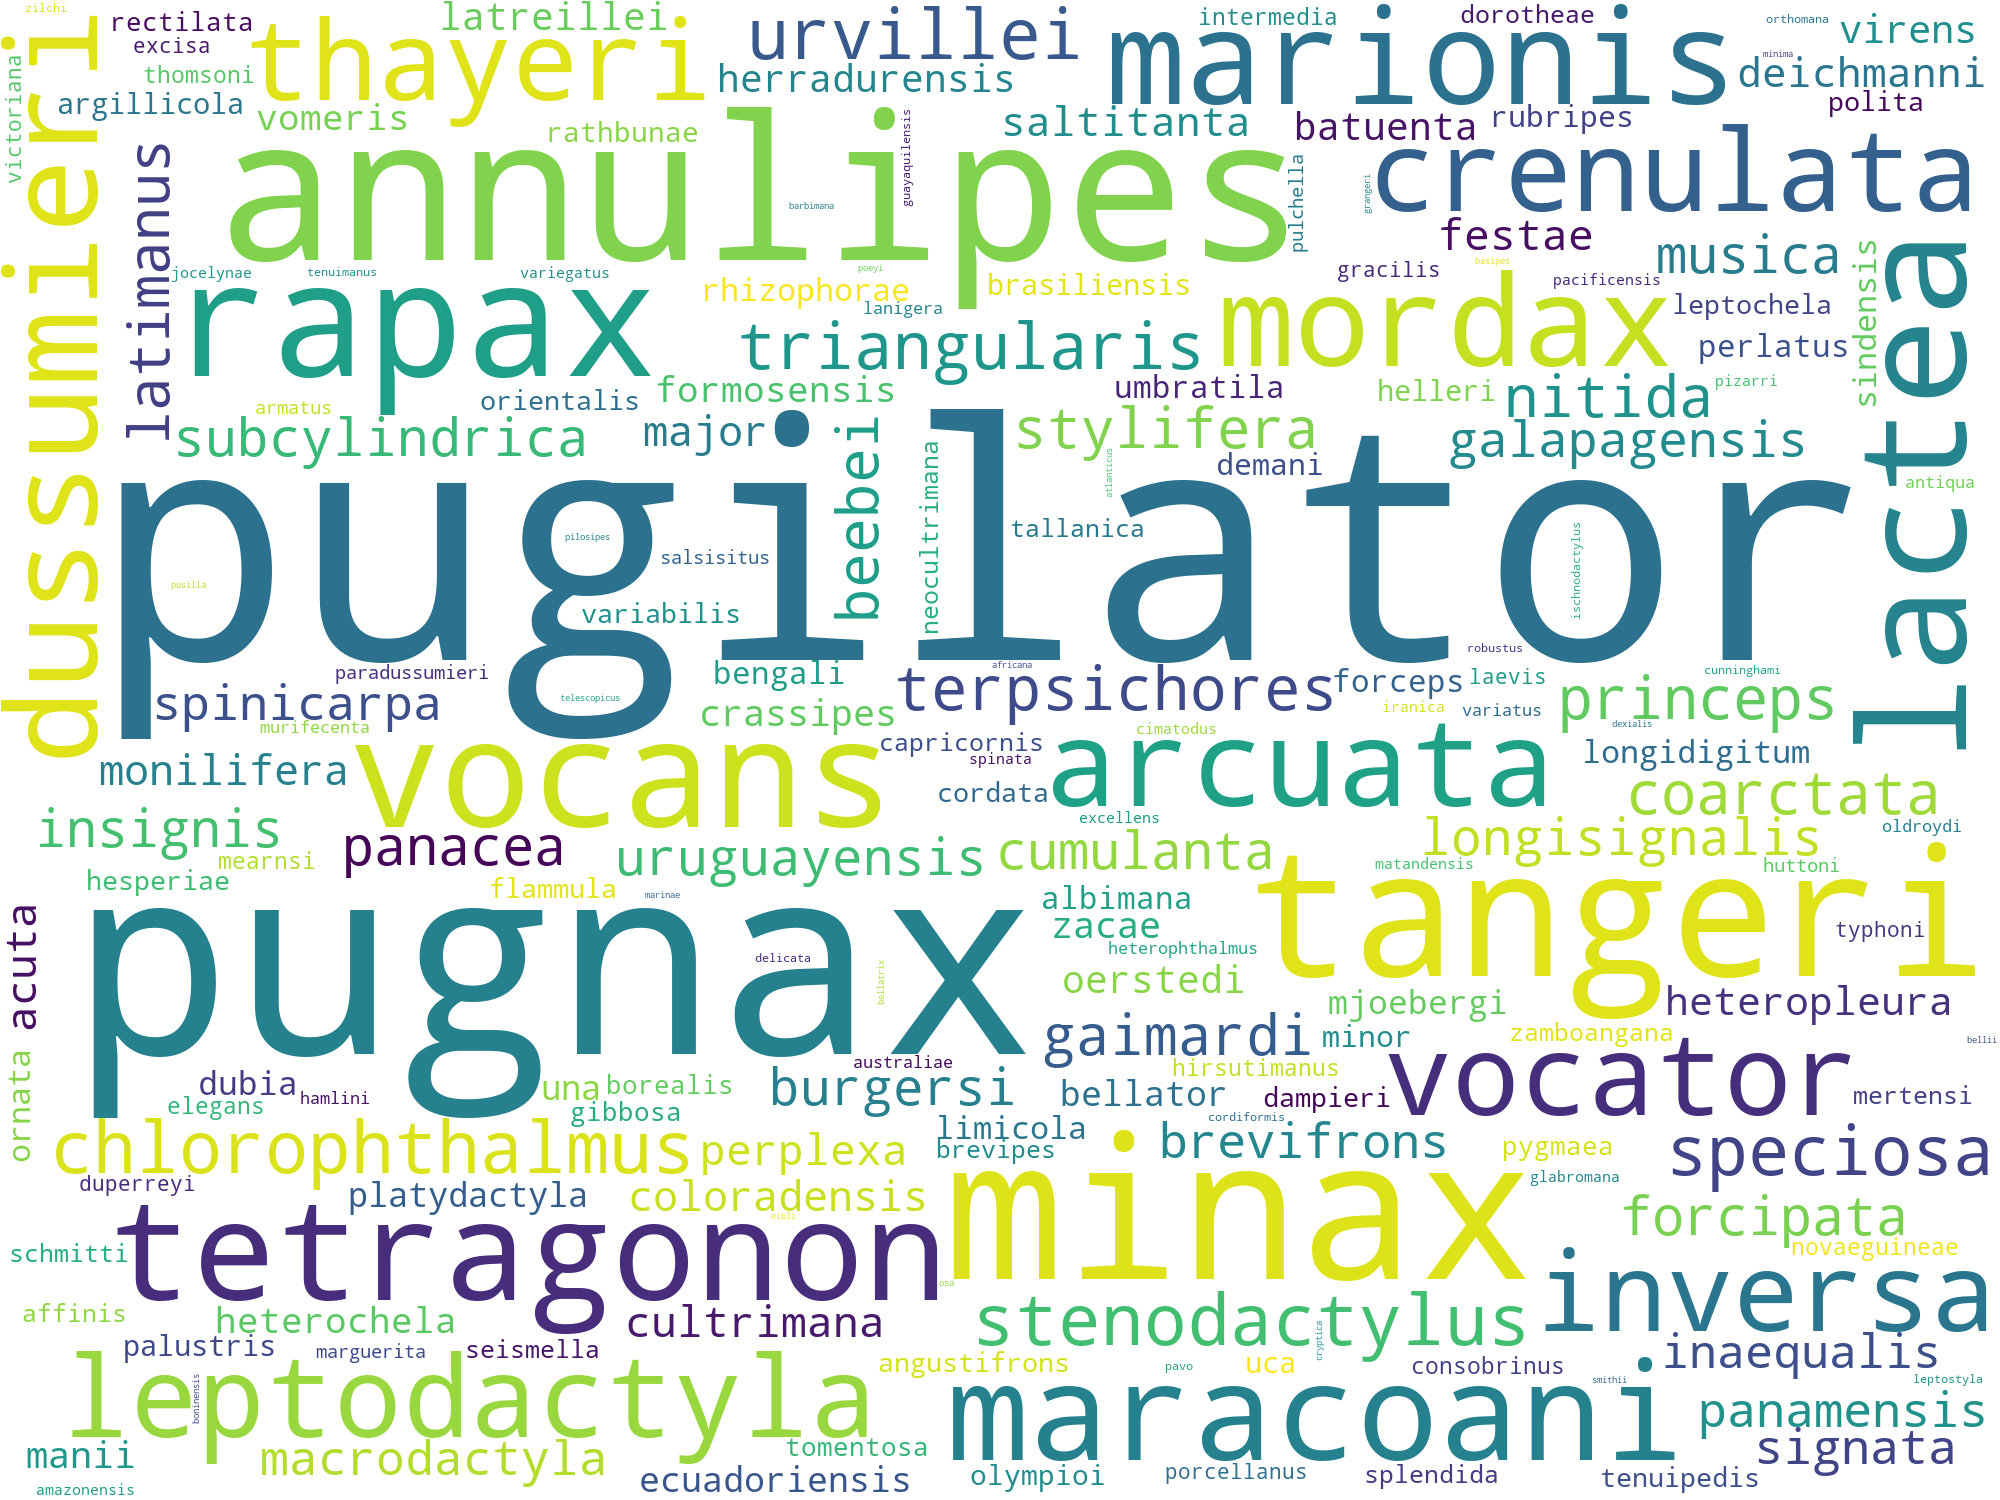 zilchi
rectilata
latreillei
urvillei
intermedia
dorotheae
orthomana
virens
excisa
thayeri
marionis
minima
thomsoni
herradurensis
deichmanni
victoriana
argillicola
vomeris
rathbunae
guayaquilensis
saltitanta
batuenta
rubripes
polita
dussumieri
latimanus
annulipes
barbimana
pulchella
grangeri
crenulata
festae
musica
sindensis
lactea
jocelynae
tenuimanus
variegatus
poeyi
gracilis
basipes
pacificensis
rapax
rhizophorae
lanigera
brasiliensis
mordax
leptochela
triangularis
perlatus
armatus
orientalis
formosensis
umbratila
helleri
pizarri
nitida
subcylindrica
major
beebei
neocultrimana
stylifera
atlanticus
demani
galapagensis
antiqua
pugilator
pilosipes
salsisitus
tallanica
ischnodactylus
pusilla
variabilis
robustus
paradussumieri
bengali
africana
terpsichores
forceps
laevis
cunninghami
spinicarpa
telescopicus
crassipes
princeps
murifecenta
iranica
variatus
dexialis
monilifera
vocans
capricornis
spinata
cimatodus
arcuata
longidigitum
cordata
coarctata
insignis
panacea
uruguayensis
excellens
cumulanta
longisignalis
oldroydi
mearnsi
matandensis
huttoni
hesperiae
flammula
marinae
albimana
tangeri
acuta
pugnax
delicata
bellatrix
zacae
heterophthalmus
typhoni
oerstedi
mjoebergi
heteropleura
gaimardi
minor
zamboangana
bellii
ornata
dubia
hamlini
una
borealis
australiae
hirsutimanus
vocator
elegans
gibbosa
burgersi
bellator
dampieri
mertensi
chlorophthalmus
perplexa
limicola
cordiformis
brevipes
brevifrons
pygmaea
speciosa
duperreyi
platydactyla
coloradensis
minax
glabromana
tetragonon
eibli
forcipata
schmitti
osa
novaeguineae
affinis
heterochela
cultrimana
stenodactylus
cryptica
inversa
palustris
marguerita
seismella
angustifrons
pavo
uca
consobrinus
inaequalis
leptodactyla
boninensis
maracoani
smithii
leptostyla
manii
macrodactyla
tomentosa
panamensis
ecuadoriensis
olympioi
porcellanus
splendida
tenuipedis
signata
amazonensis